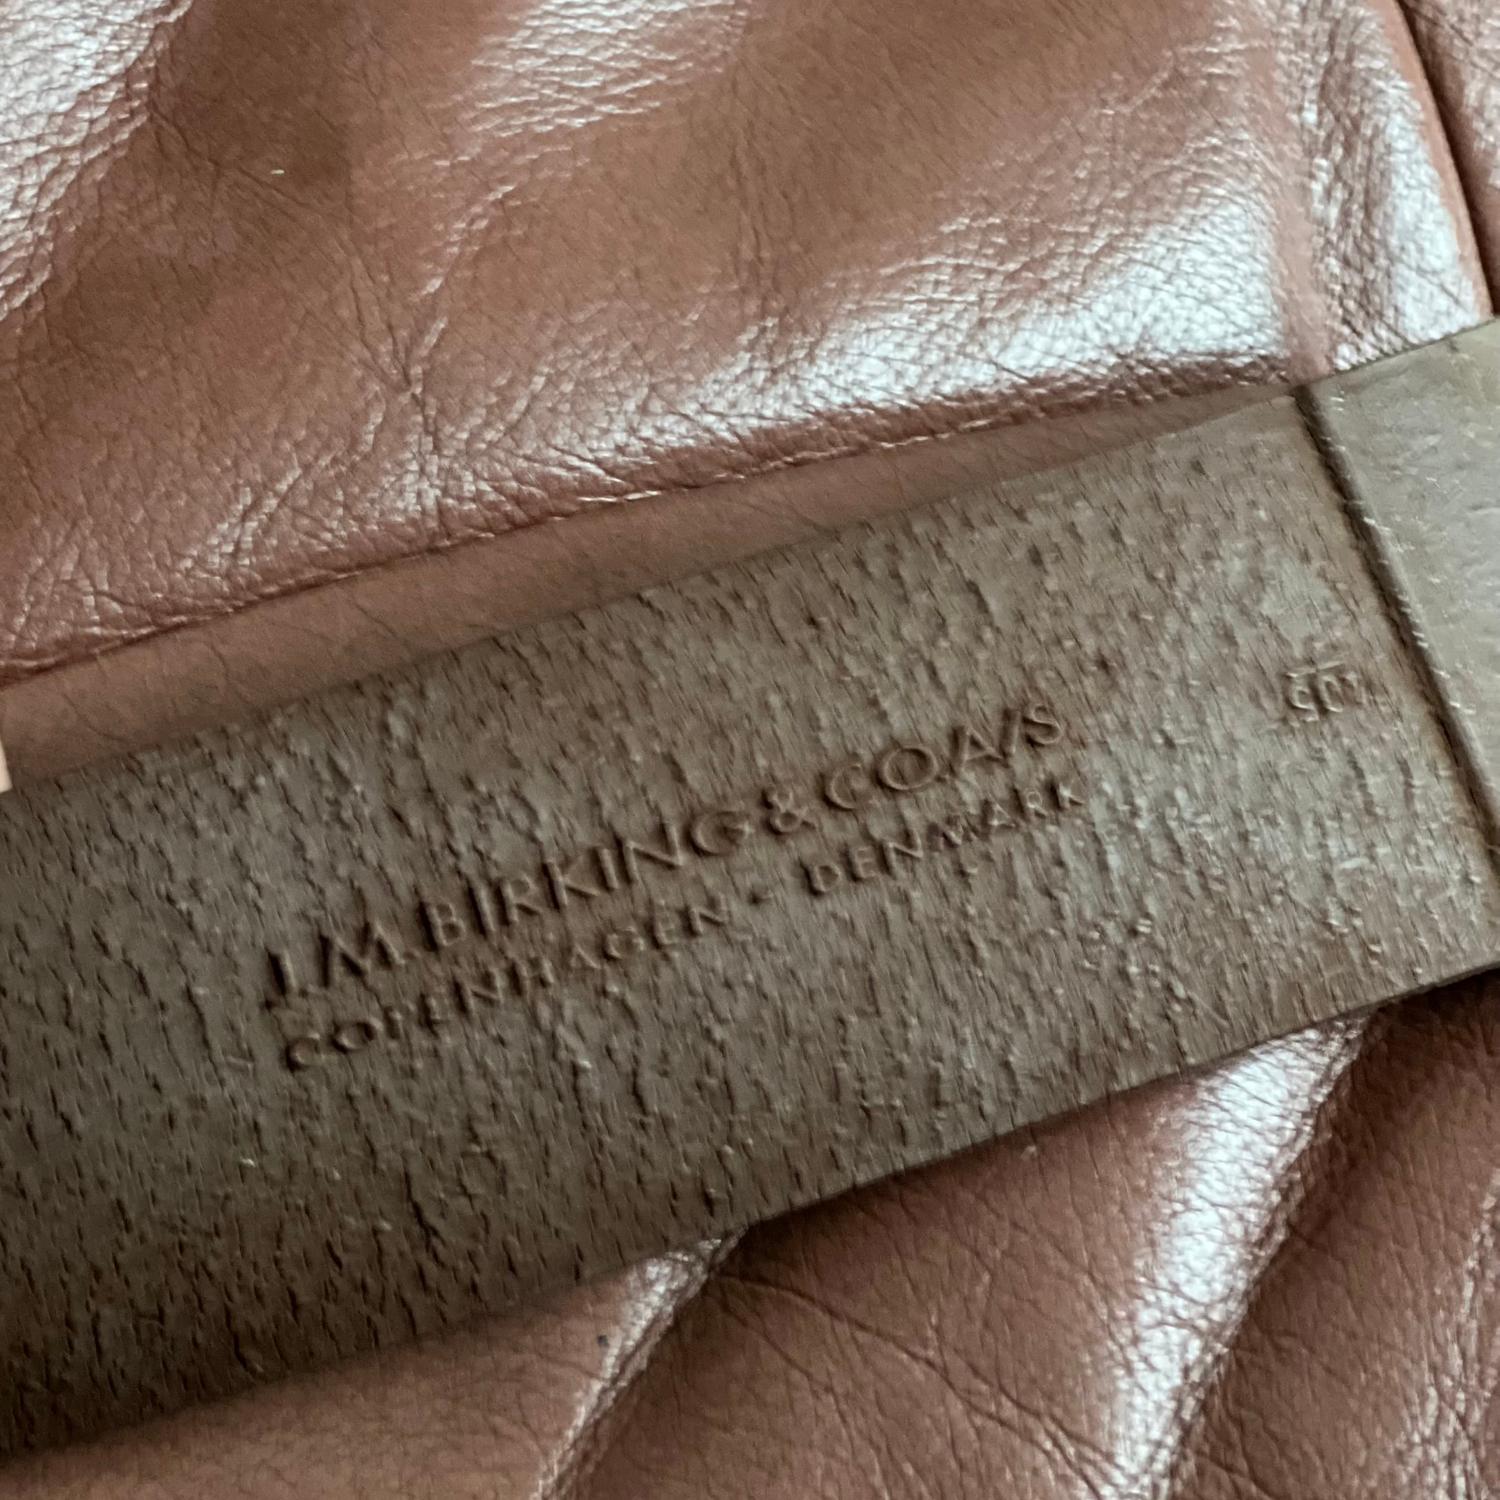 J.M.BIRKING & CO A/S
COPENHAGEN · DENMARK